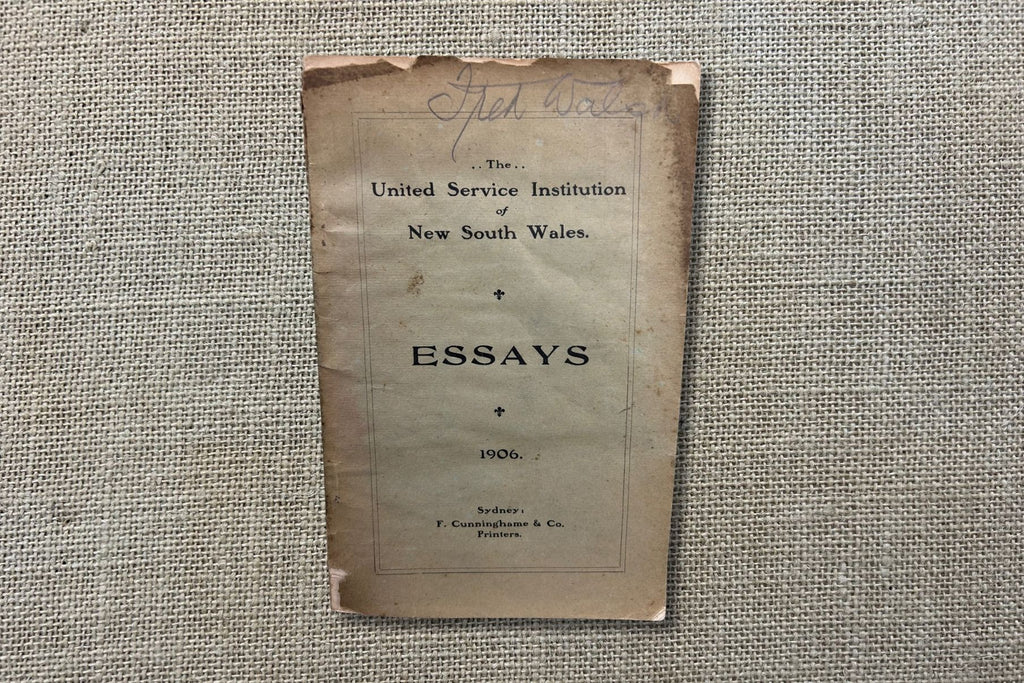 Fred
. . The . .
United Service Institution
of
New South Wales.
ESSAYS
1906.
Sydney:
F. Cunninghame & Co.
Printers.